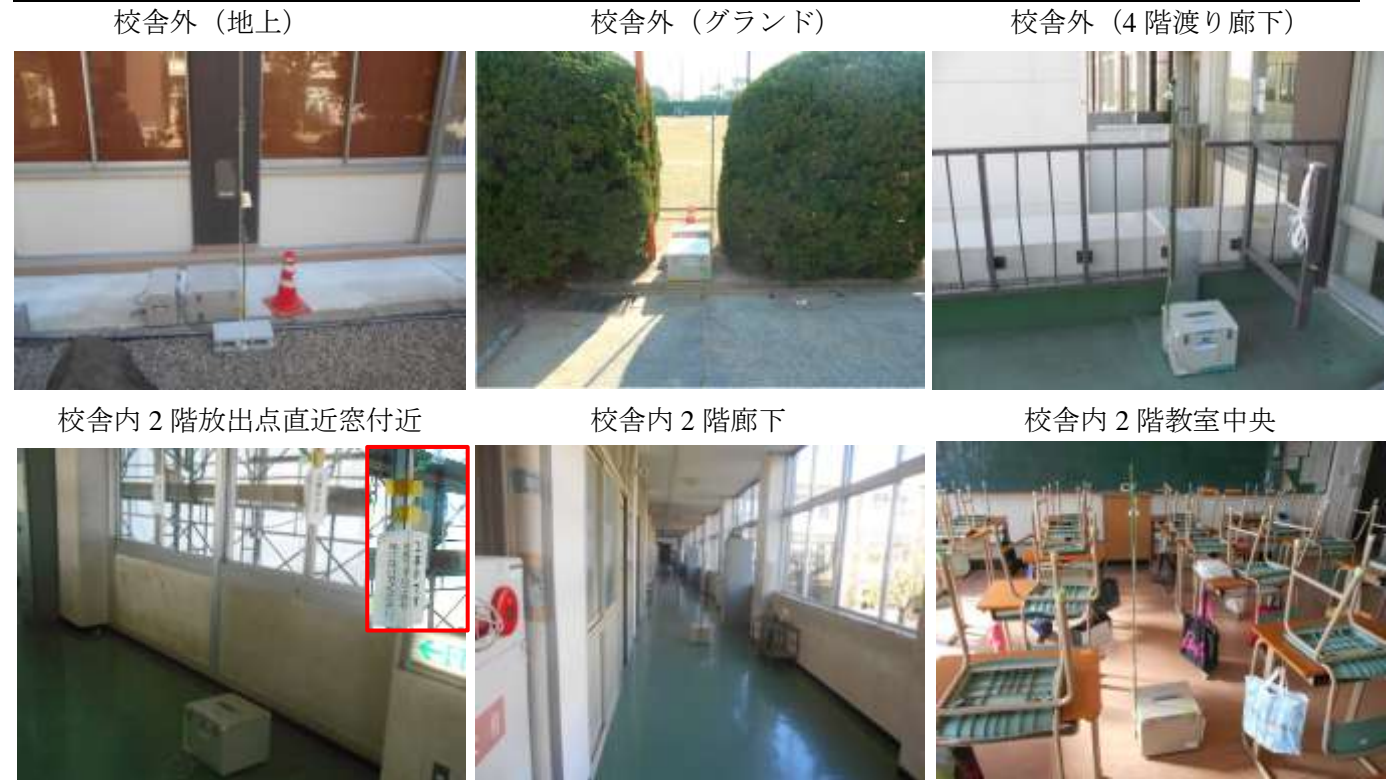 校舎外（地上）
校舎外（グランド）
校舎外（4 階渡り廊下）
校舎内 2 階放出点直近窓付近
校舎内 2 階廊下
校舎内 2 階教室中央